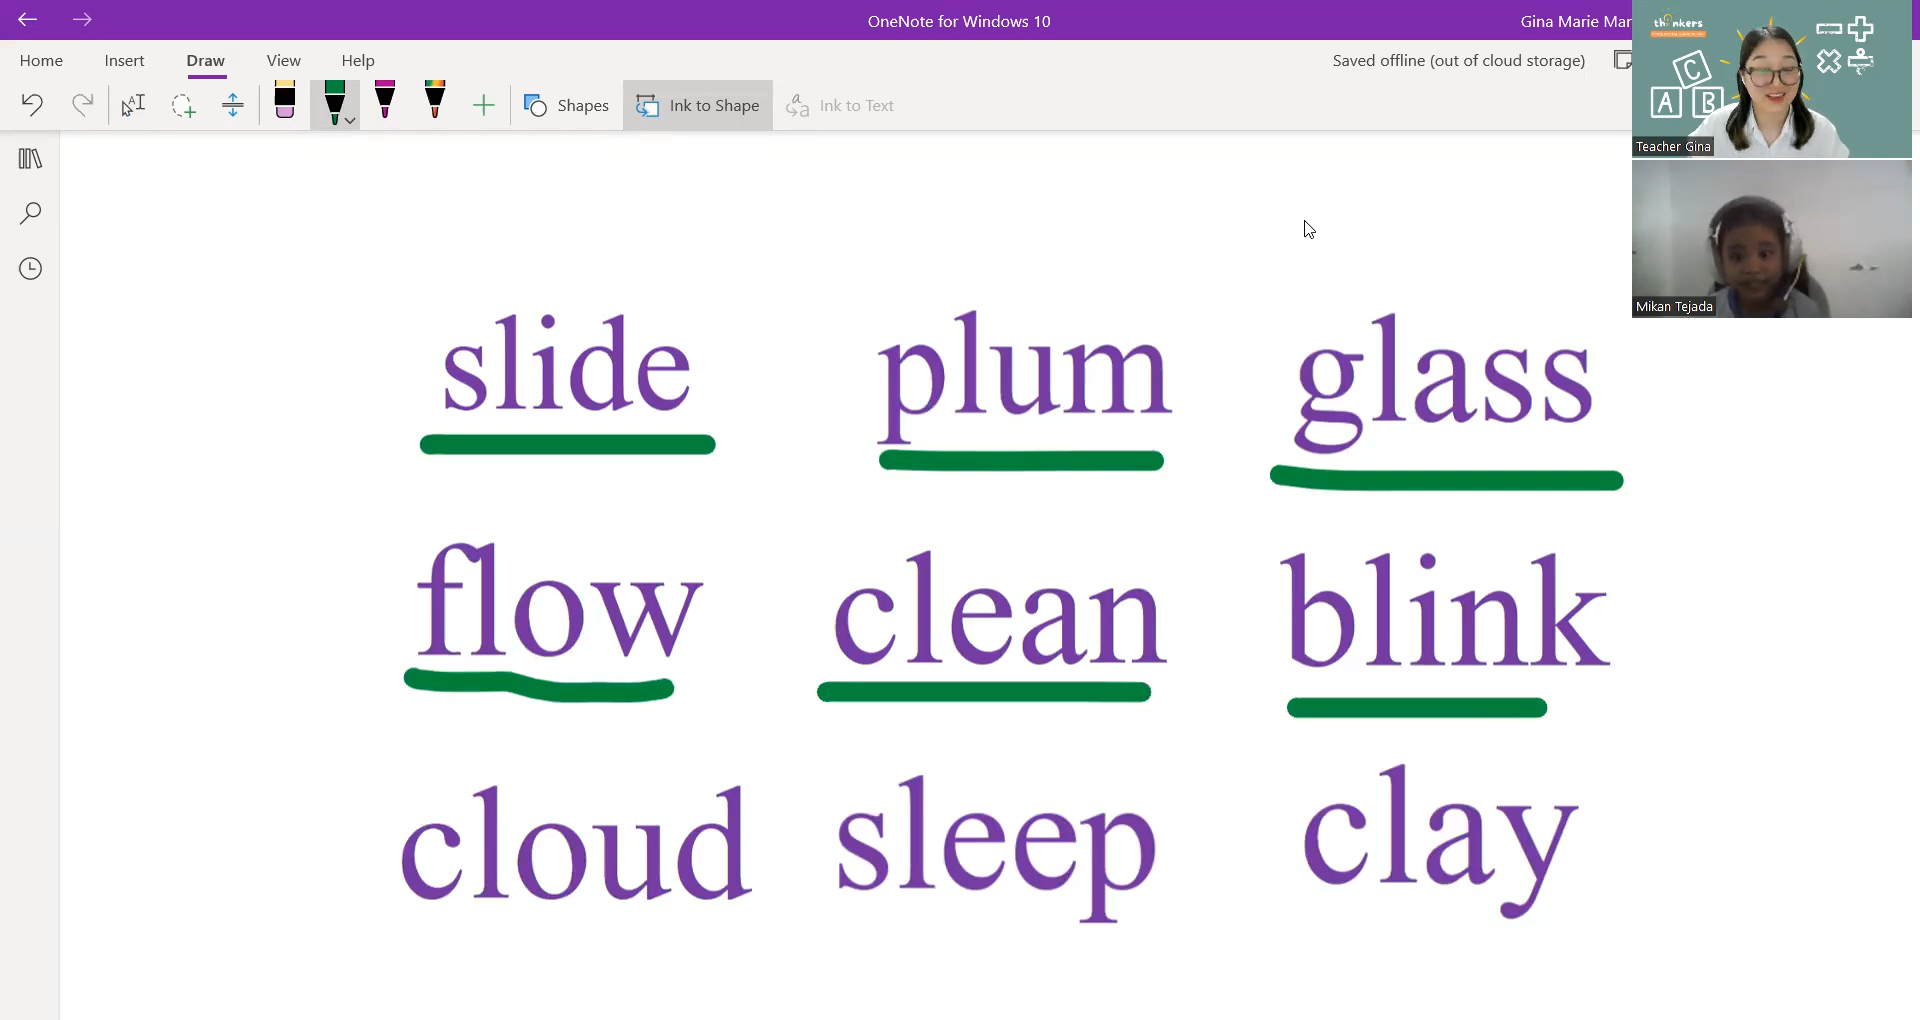 OneNote for Windows 10
Gina Marie Mar
Home Insert Draw View Help
Saved offline (out of cloud storage)
Shapes
Ink to Shape
Ink to Text
thinkers
A B C
Teacher Gina
Mikan Tejada
slide plum glass
flow clean blink
cloud sleep clay